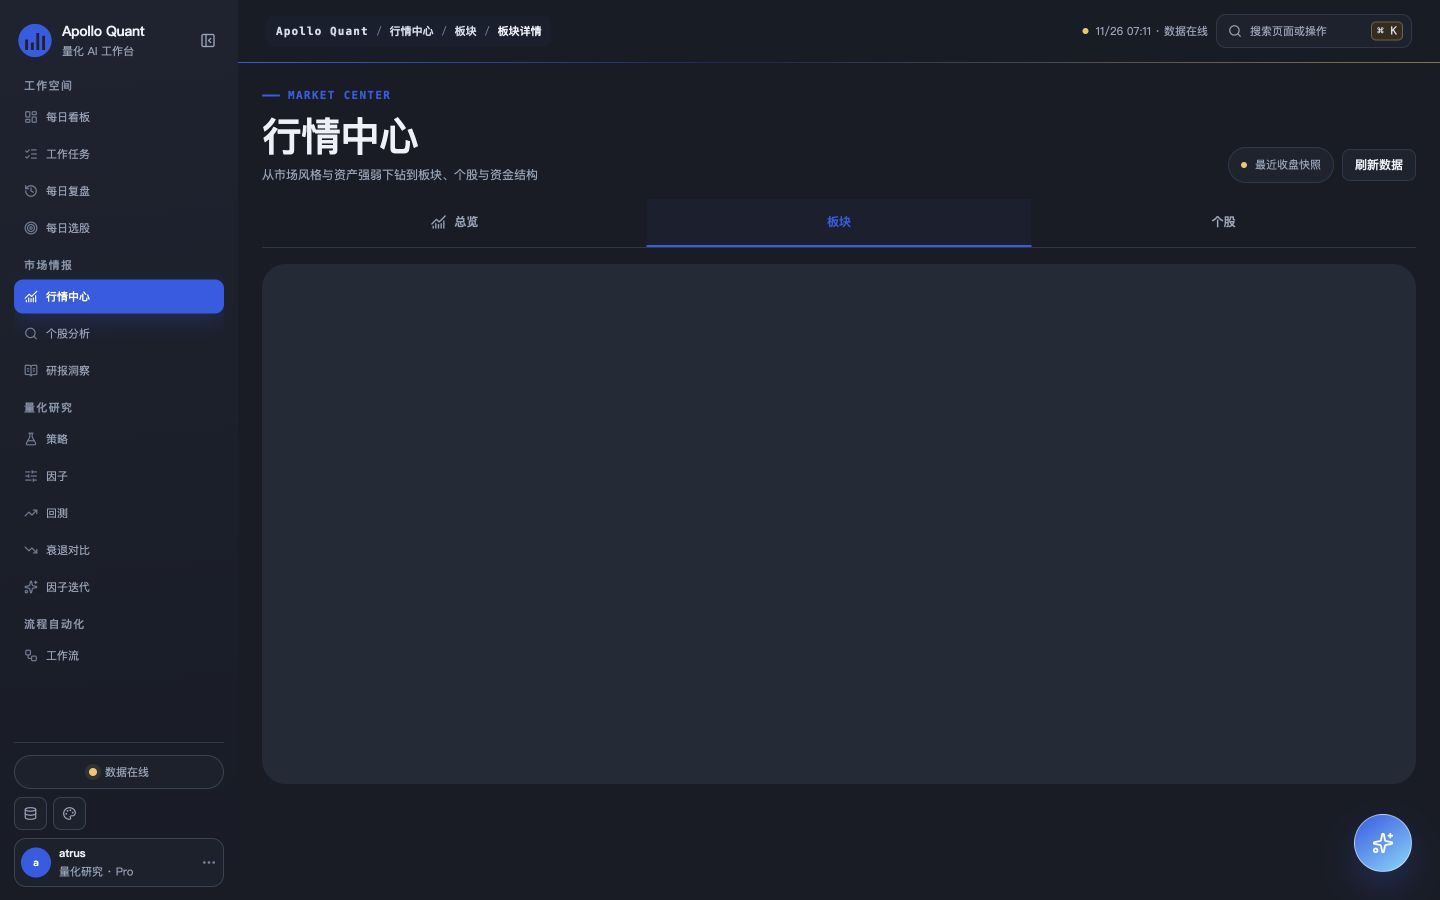 Apollo Quant
量化 AI 工作台
工作空间
每日看板
工作任务
每日复盘
每日选股
市场情报
行情中心
个股分析
研报洞察
量化研究
策略
因子
回测
衰退对比
因子迭代
流程自动化
工作流
数据在线
a
atrus
量化研究 · Pro
Apollo Quant / 行情中心 / 板块 / 板块详情
11/26 07:11 · 数据在线
搜索页面或操作
⌘ K
MARKET CENTER
行情中心
从市场风格与资产强弱下钻到板块、个股与资金结构
最近收盘快照
刷新数据
总览
板块
个股